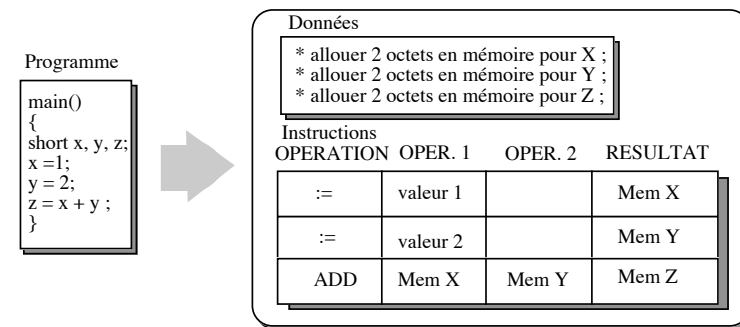 Programme
main()
{
short x, y, z;
x =1;
y = 2;
z = x + y ;
}
Données
* allouer 2 octets en mémoire pour X ;
* allouer 2 octets en mémoire pour Y ;
* allouer 2 octets en mémoire pour Z ;
Instructions
OPERATION OPER. 1 OPER. 2 RESULTAT
:= valeur 1 Mem X
:= valeur 2 Mem Y
ADD Mem X Mem Y Mem Z